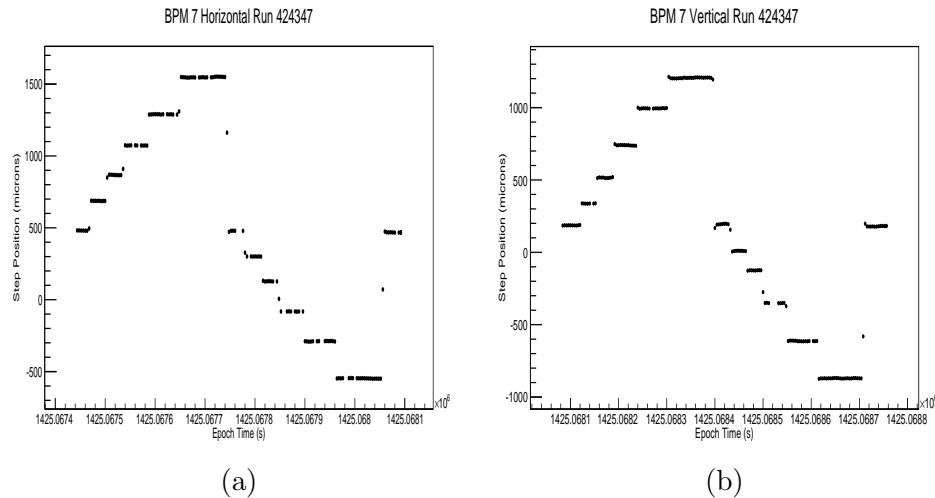 BPM 7 Horizontal Run 424347
Step Position (microns)
1500
1000
500
0
-500
1425.0674 1425.0675 1425.0676 1425.0677 1425.0678 1425.0679 1425.068 1425.0681
×10⁶
Epoch Time (s)
(a)
BPM 7 Vertical Run 424347
Step Position (microns)
1000
500
0
-500
-1000
1425.0681 1425.0682 1425.0683 1425.0684 1425.0685 1425.0686 1425.0687 1425.0688
Epoch Time (s)
(b)